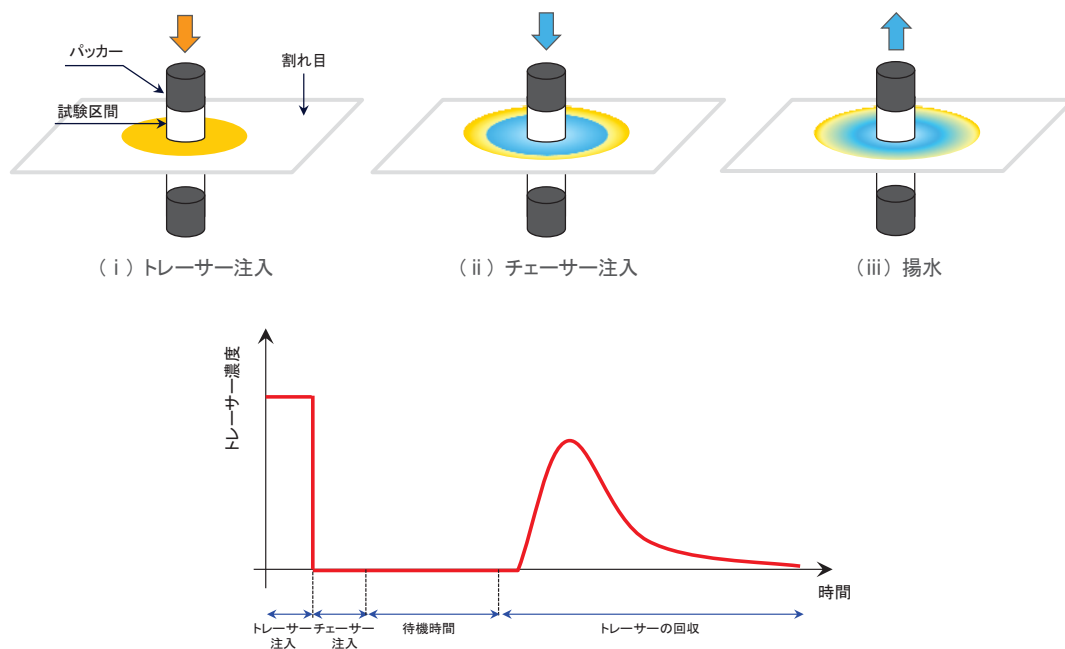 パッカー
割れ目
試験区間
（ⅰ）トレーサー注入
（ⅱ）チェーサー注入
（ⅲ）揚水
トレーサー濃度
時間
トレーサー
注入
チェーサー
注入
待機時間
トレーサーの回収